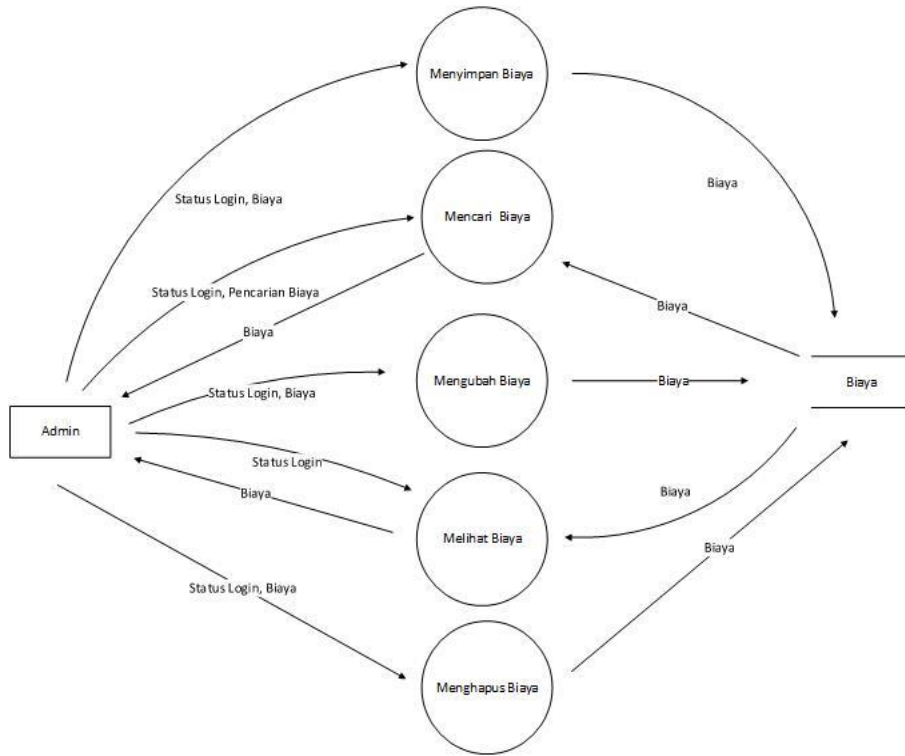 Menyimpan Biaya
Biaya
Status Login, Biaya
Mencari Biaya
Status Login, Pencarian Biaya
Biaya
Biaya
Mengubah Biaya
Biaya
Biaya
Status Login, Biaya
Admin
Status Login
Biaya
Biaya
Melihat Biaya
Biaya
Status Login, Biaya
Menghapus Biaya